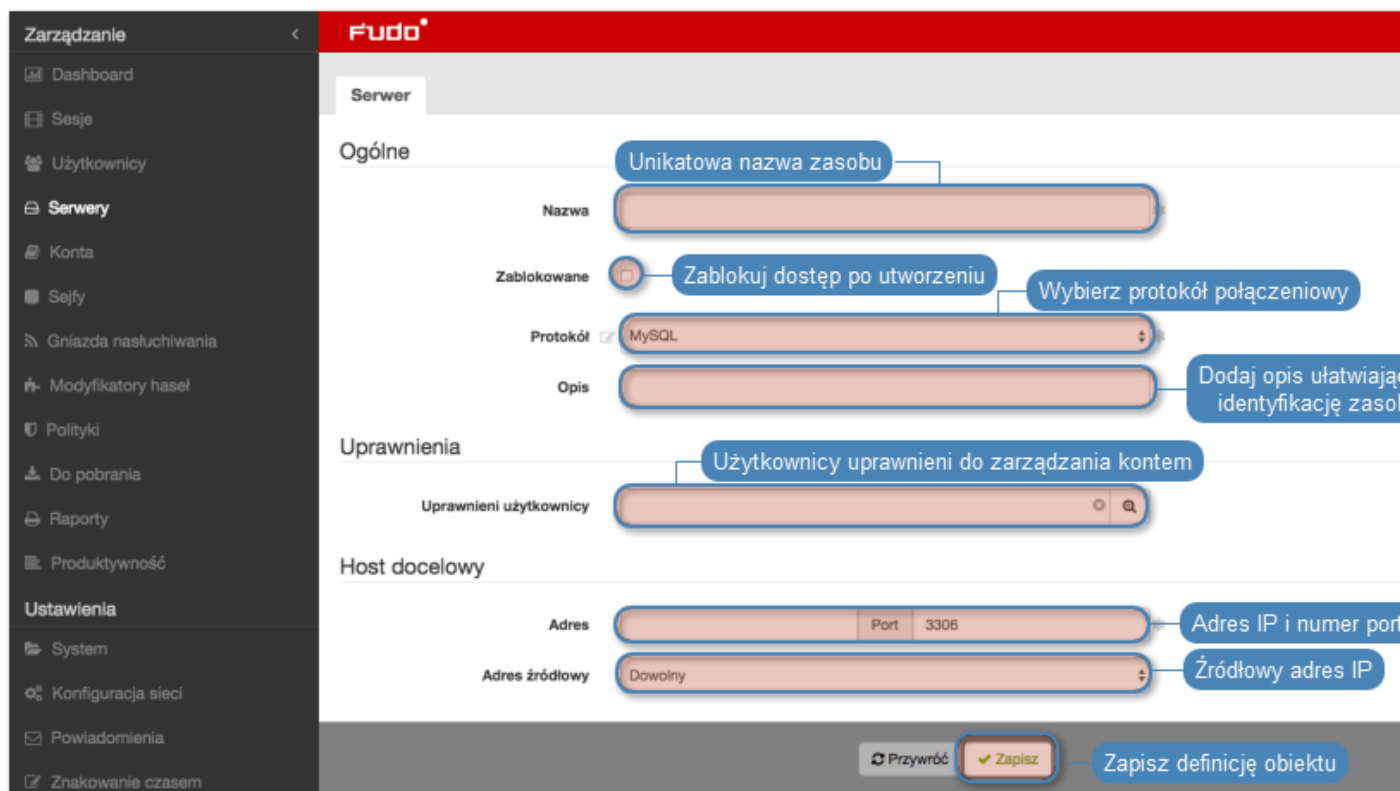 Zarządzanie
Dashboard
Sesje
Użytkownicy
Serwery
Konta
Sejfy
Gniazda nasłuchiwania
Modyfikatory haseł
Polityki
Do pobrania
Raporty
Produktywność
Ustawienia
System
Konfiguracja sieci
Powiadomienia
Znakowanie czasem
FUDO
Serwer
Ogólne
Unikatowa nazwa zasobu
Nazwa
Zablokowane
Zablokuj dostęp po utworzeniu
Wybierz protokół połączeniowy
Protokół MySQL
Opis
Dodaj opis ułatwiając
identyfikację zasob
Uprawnienia
Użytkownicy uprawnieni do zarządzania kontem
Uprawnieni użytkownicy
Host docelowy
Adres Port 3306
Adres IP i numer port
Adres źródłowy Dowolny
Źródłowy adres IP
Przywróć Zapisz
Zapisz definicję obiektu